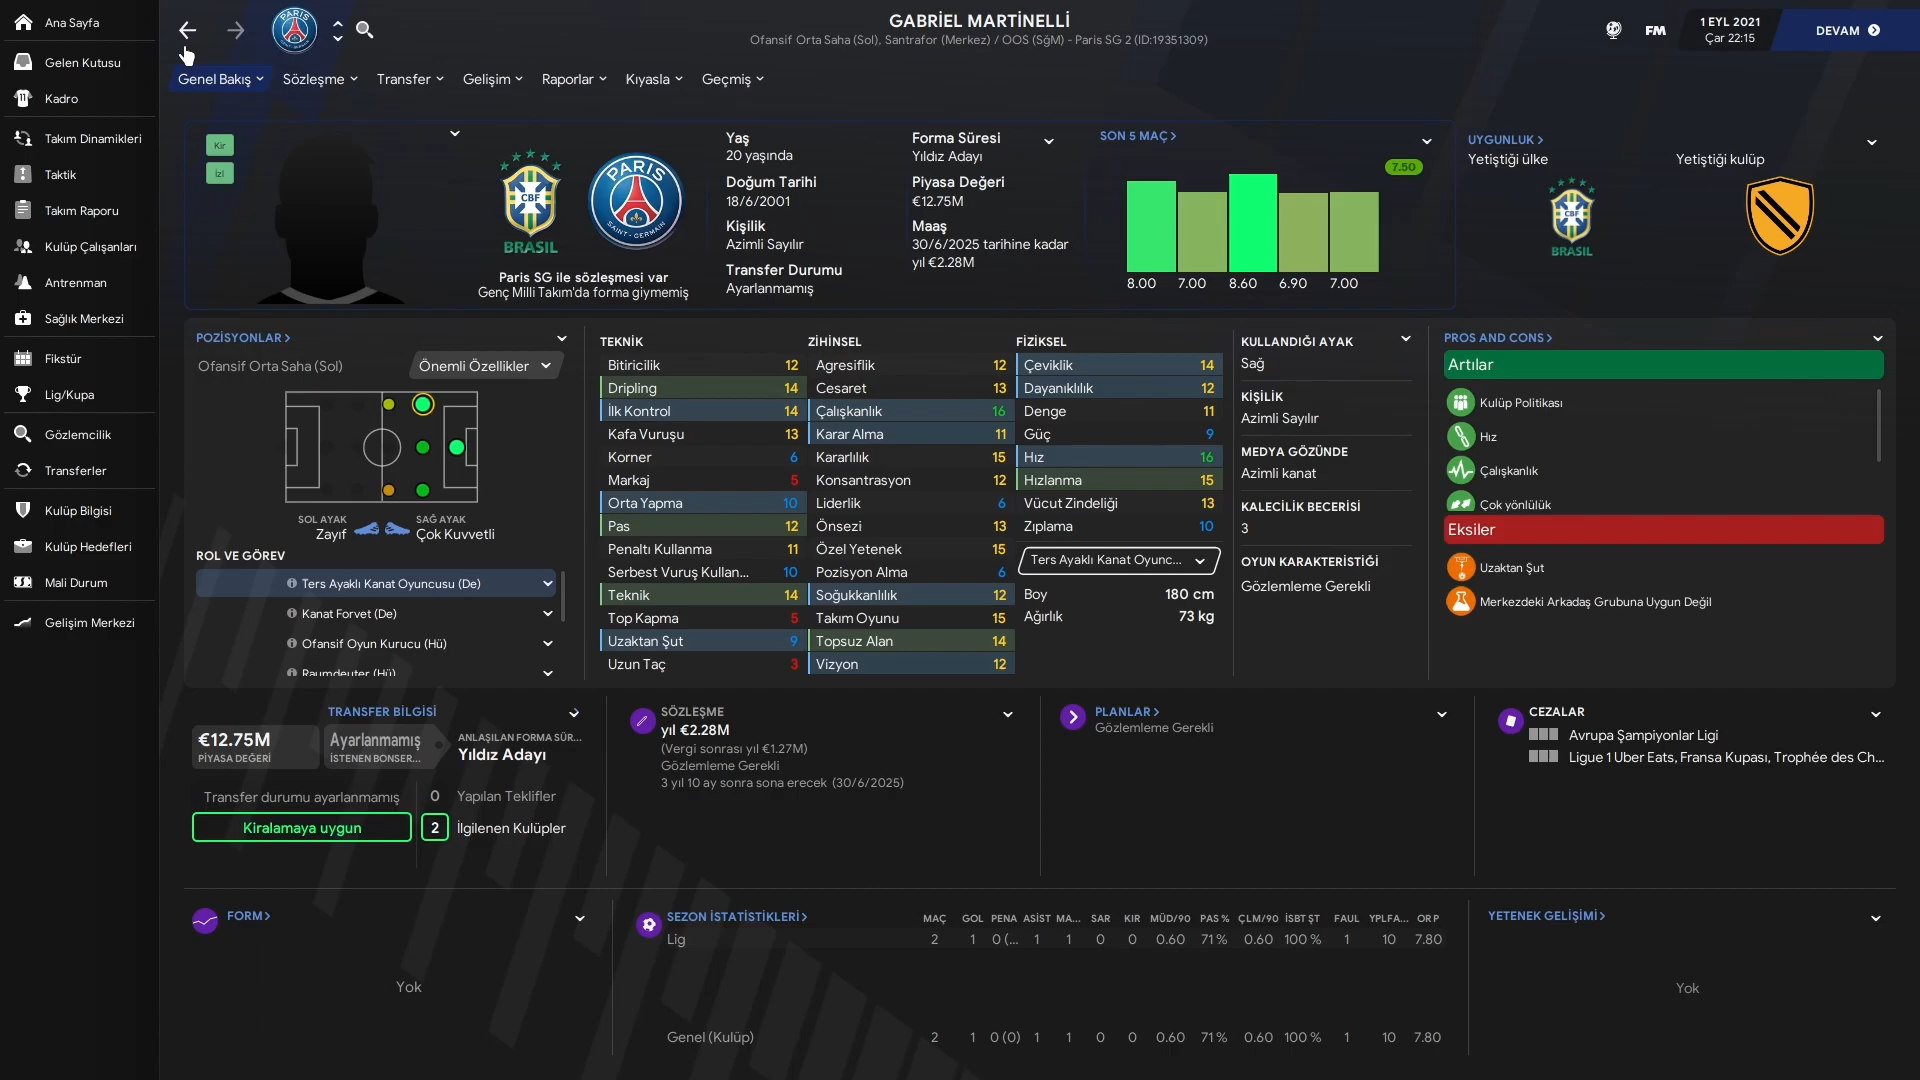 Ana Sayfa
Gelen Kutusu
Kadro
Takım Dinamikleri
Taktik
Takım Raporu
Kulüp Çalışanları
Antrenman
Sağlık Merkezi
Fikstür
Lig/Kupa
Gözlemcilik
Transferler
Kulüp Bilgisi
Kulüp Hedefleri
Mali Durum
Gelişim Merkezi
GABRİEL MARTİNELLİ
Ofansif Orta Saha (Sol), Santrafor (Merkez) / OOS (SğM) - Paris SG 2 (ID:19351309)
FM
1 EYL 2021
Çar 22:15
DEVAM
Genel Bakış
Sözleşme
Transfer
Gelişim
Raporlar
Kıyasla
Geçmiş
Kir
İzl
CBF
BRASIL
PARIS
SAINT-GERMAIN
Paris SG ile sözleşmesi var
Genç Milli Takım'da forma giymemiş
Yaş
20 yaşında
Doğum Tarihi
18/6/2001
Kişilik
Azimli Sayılır
Transfer Durumu
Ayarlanmamış
Forma Süresi
Yıldız Adayı
Piyasa Değeri
€12.75M
Maaş
30/6/2025 tarihine kadar
yıl €2.28M
SON 5 MAÇ
7.50
8.00 7.00 8.60 6.90 7.00
UYGUNLUK
Yetiştiği ülke
CBF
BRASIL
Yetiştiği kulüp
POZİSYONLAR
Ofansif Orta Saha (Sol)
Önemli Özellikler
SOL AYAK
Zayıf
SAĞ AYAK
Çok Kuvvetli
ROL VE GÖREV
Ters Ayaklı Kanat Oyuncusu (De)
Kanat Forvet (De)
Ofansif Oyun Kurucu (Hü)
Raumdeuter (Hü)
TEKNİK
Bitiricilik 12
Dripling 14
İlk Kontrol 14
Kafa Vuruşu 13
Korner 6
Markaj 5
Orta Yapma 10
Pas 12
Penaltı Kullanma 11
Serbest Vuruş Kullan... 10
Teknik 14
Top Kapma 5
Uzaktan Şut 9
Uzun Taç 3
ZİHİNSEL
Agresiflik 12
Cesaret 13
Çalışkanlık 16
Karar Alma 11
Kararlılık 15
Konsantrasyon 12
Liderlik 6
Önsezi 13
Özel Yetenek 15
Pozisyon Alma 6
Soğukkanlılık 12
Takım Oyunu 15
Topsuz Alan 14
Vizyon 12
FİZİKSEL
Çeviklik 14
Dayanıklılık 12
Denge 11
Güç 9
Hız 16
Hızlanma 15
Vücut Zindeliği 13
Zıplama 10
Ters Ayaklı Kanat Oyunc...
Boy 180 cm
Ağırlık 73 kg
KULLANDIĞI AYAK
Sağ
KİŞİLİK
Azimli Sayılır
MEDYA GÖZÜNDE
Azimli kanat
KALECİLİK BECERİSİ
3
OYUN KARAKTERİSTİĞİ
Gözlemleme Gerekli
PROS AND CONS
Artılar
Kulüp Politikası
Hız
Çalışkanlık
Çok yönlülük
Eksiler
Uzaktan Şut
Merkezdeki Arkadaş Grubuna Uygun Değil
TRANSFER BİLGİSİ
€12.75M
PİYASA DEĞERİ
Ayarlanmamış
İSTENEN BONSER...
ANLAŞILAN FORMA SÜR...
Yıldız Adayı
Transfer durumu ayarlanmamış
Kiralamaya uygun
0 Yapılan Teklifler
2 İlgilenen Kulüpler
SÖZLEŞME
yıl €2.28M
(Vergi sonrası yıl €1.27M)
Gözlemleme Gerekli
3 yıl 10 ay sonra sona erecek (30/6/2025)
PLANLAR
Gözlemleme Gerekli
CEZALAR
Avrupa Şampiyonlar Ligi
Ligue 1 Uber Eats, Fransa Kupası, Trophée des Ch...
FORM
Yok
SEZON İSTATİSTİKLERİ
MAÇ GOL PENA ASİST MA... SAR KIR MÜD/90 PAS % ÇLM/90 İSBT ŞT FAUL YPLFA... OR P
Lig 2 1 0 (... 1 1 0 0 0.60 71 % 0.60 100 % 1 10 7.80
Genel (Kulüp) 2 1 0 (0) 1 1 0 0 0.60 71 % 0.60 100 % 1 10 7.80
YETENEK GELİŞİMİ
Yok